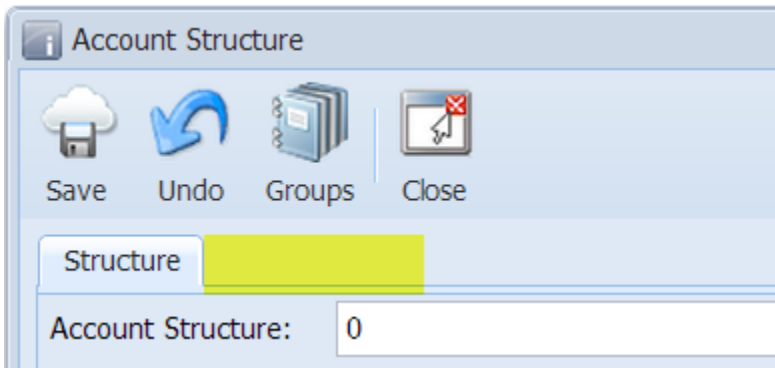 Account Structure
Save Undo Groups Close
Structure
Account Structure: 0